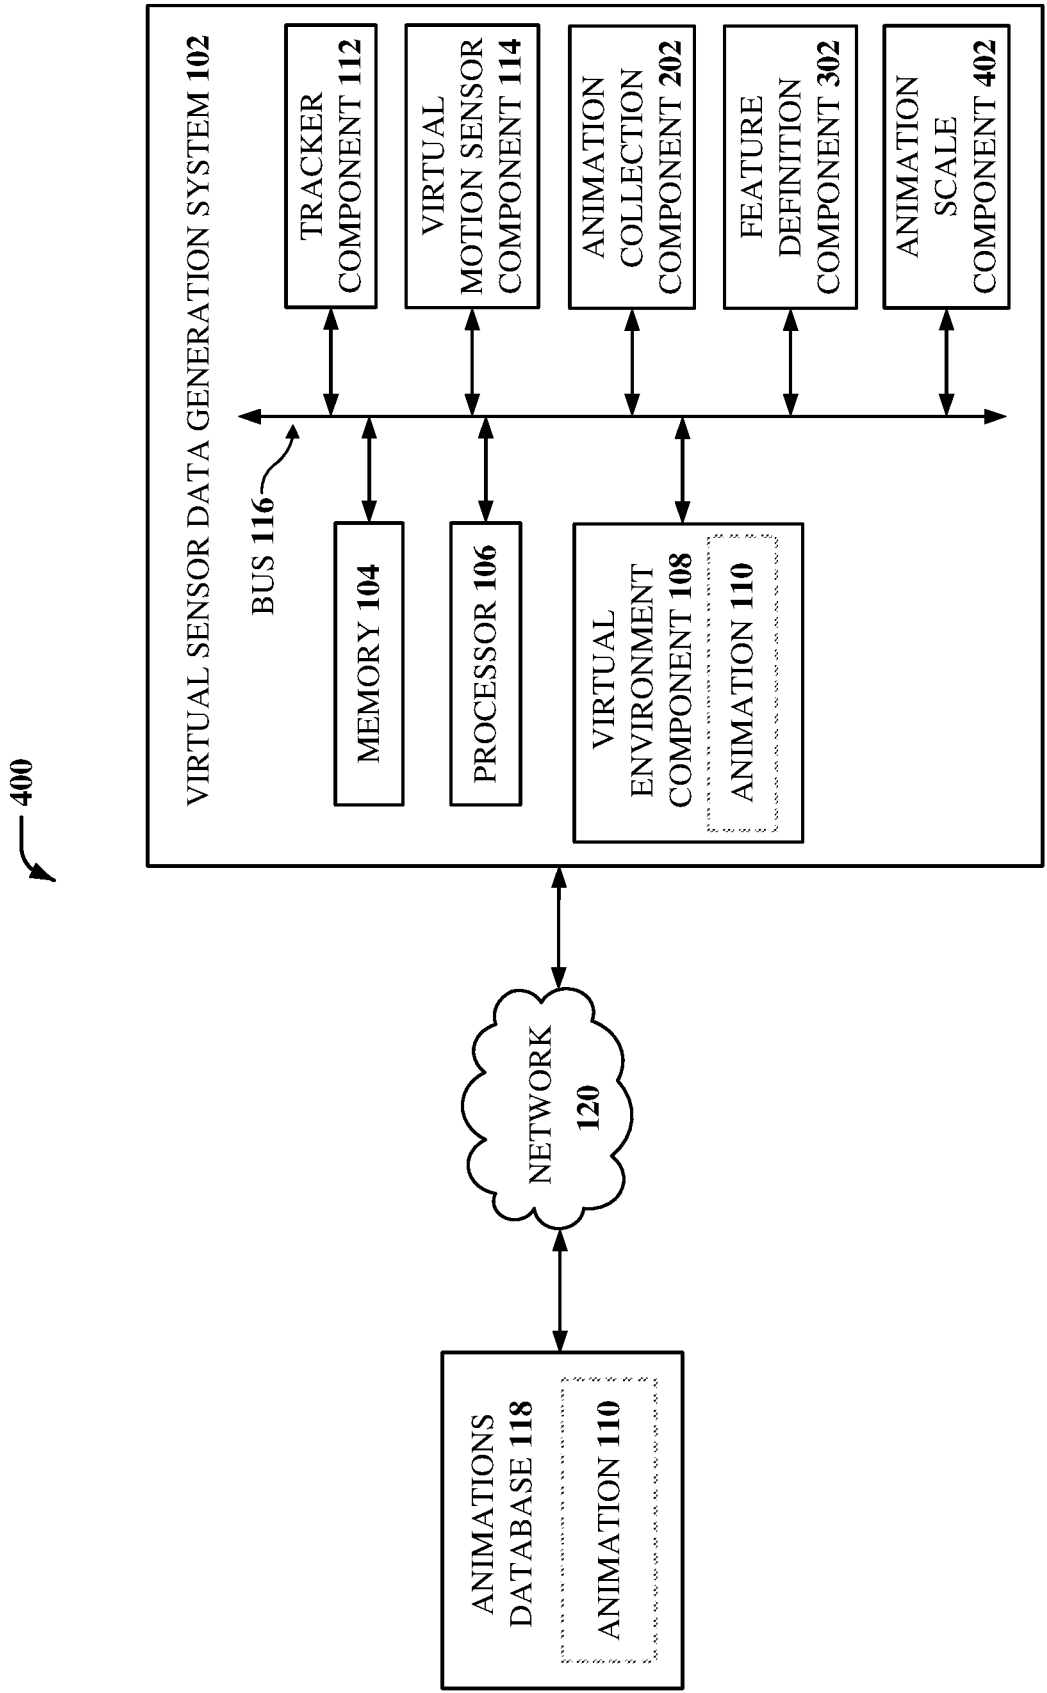 400
VIRTUAL SENSOR DATA GENERATION SYSTEM 102
BUS 116
TRACKER
COMPONENT 112
VIRTUAL
MOTION SENSOR
COMPONENT 114
ANIMATION
COLLECTION
COMPONENT 202
FEATURE
DEFINITION
COMPONENT 302
ANIMATION
SCALE
COMPONENT 402
MEMORY 104
PROCESSOR 106
VIRTUAL
ENVIRONMENT
COMPONENT 108
ANIMATION 110
NETWORK
120
ANIMATIONS
DATABASE 118
ANIMATION 110